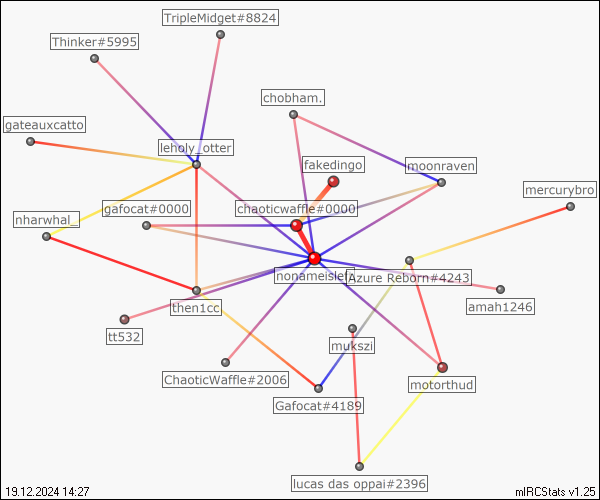 TripleMidget#8824
Thinker#5995
chobham.
gateauxcatto
leholy_otter
fakedingo
moonraven
mercurybro
gafocat#0000
chaoticwaffle#0000
nharwhal_
nonameisleft
Azure Reborn#4243
amah1246
then1cc
tt532
mukszi
ChaoticWaffle#2006
motorthud
Gafocat#4189
lucas das oppai#2396
19.12.2024 14:27
mIRCStats v1.25